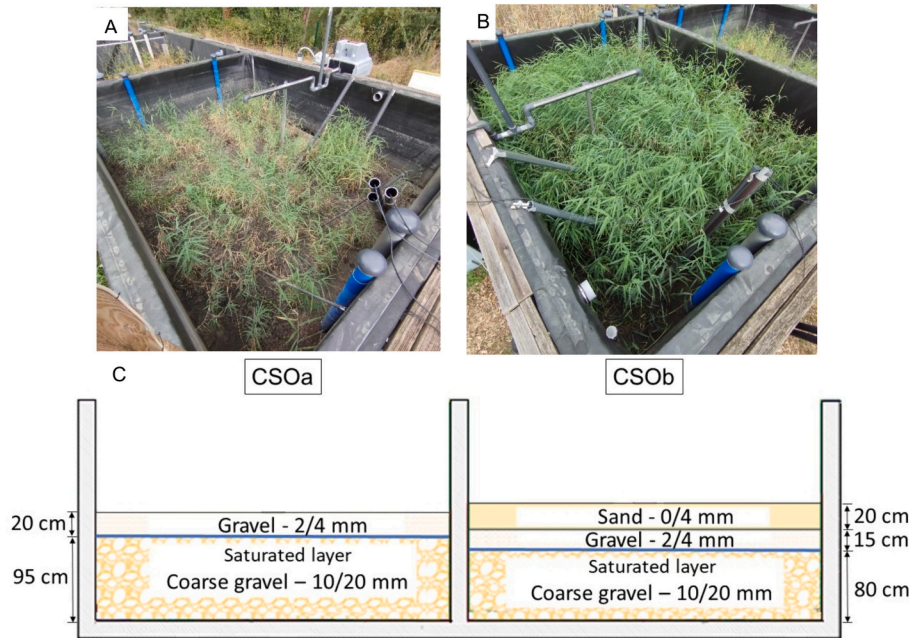 A
B
C
CSOa
CSOb
20 cm
Gravel - 2/4 mm
95 cm
Saturated layer
Coarse gravel – 10/20 mm
Sand - 0/4 mm
20 cm
Gravel - 2/4 mm
15 cm
Saturated layer
Coarse gravel – 10/20 mm
80 cm